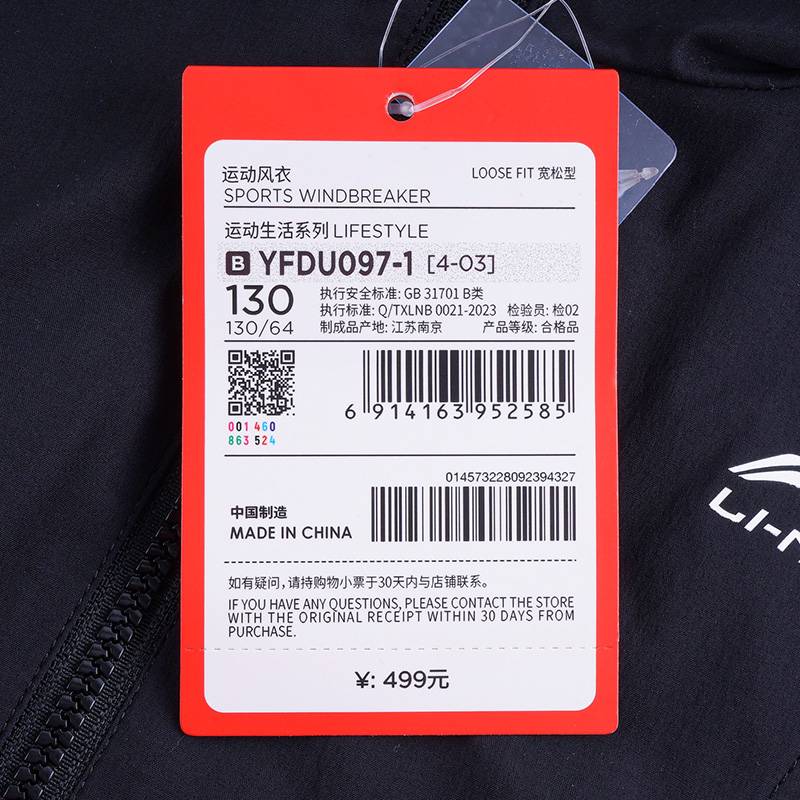 运动风衣
SPORTS WINDBREAKER
LOOSE FIT 宽松型
运动生活系列 LIFESTYLE
B YFDU097-1 [4-03]
130
130/64
执行安全标准: GB 31701 B类
执行标准: Q/TXLNB 0021-2023 检验员: 检02
制成品产地: 江苏南京 产品等级: 合格品
001 460
863 524
6 914163 952585
014573228092394327
中国制造
MADE IN CHINA
如有疑问，请持购物小票于30天内与店铺联系。
IF YOU HAVE ANY QUESTIONS, PLEASE CONTACT THE STORE
WITH THE ORIGINAL RECEIPT WITHIN 30 DAYS FROM
PURCHASE.
¥: 499元
LI-N